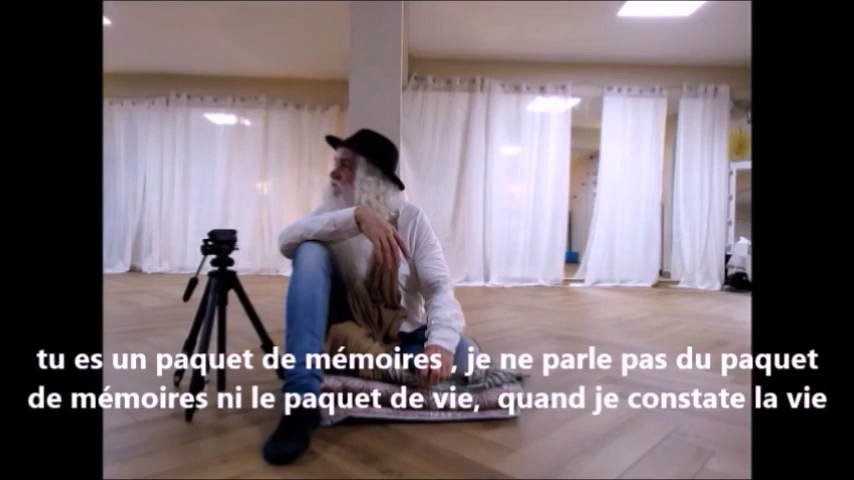 tu es un paquet de mémoires , je ne parle pas du paquet
de mémoires ni le paquet de vie, quand je constate la vie